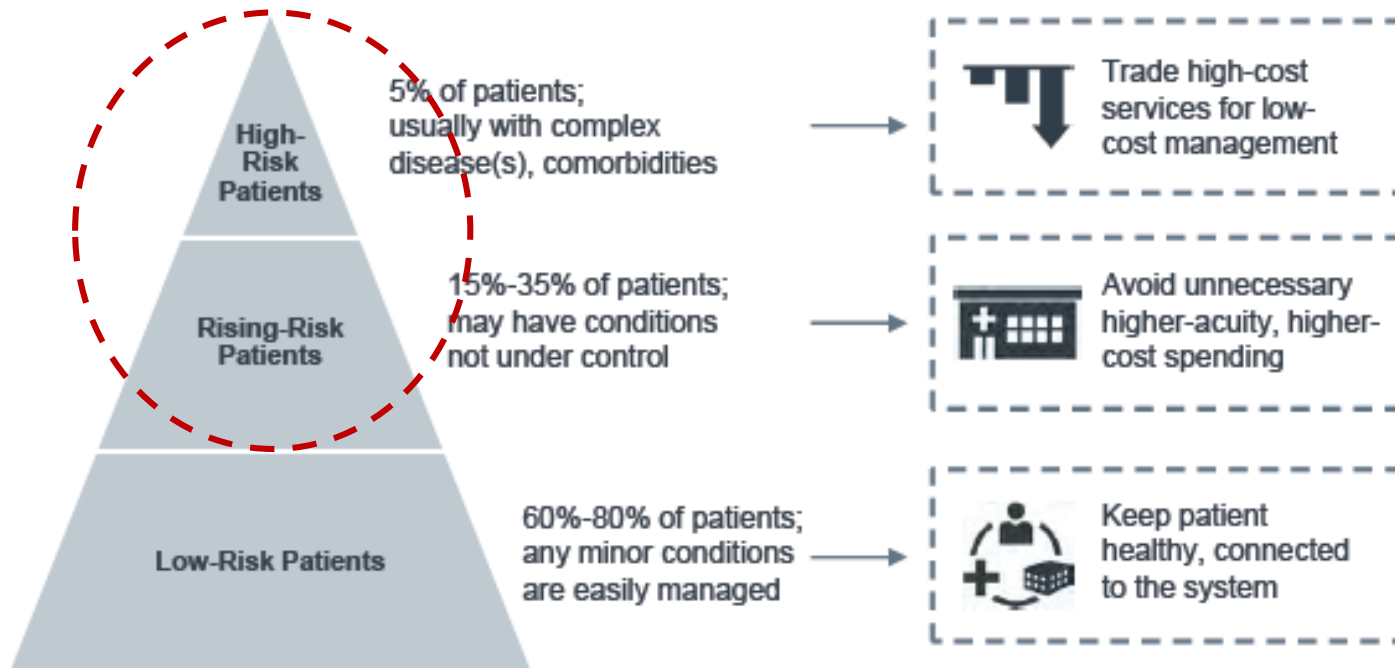 High-
Risk
Patients
5% of patients;
usually with complex
disease(s), comorbidities
Trade high-cost
services for low-
cost management
Rising-Risk
Patients
15%-35% of patients;
may have conditions
not under control
Avoid unnecessary
higher-acuity, higher-
cost spending
Low-Risk Patients
60%-80% of patients;
any minor conditions
are easily managed
Keep patient
healthy, connected
to the system